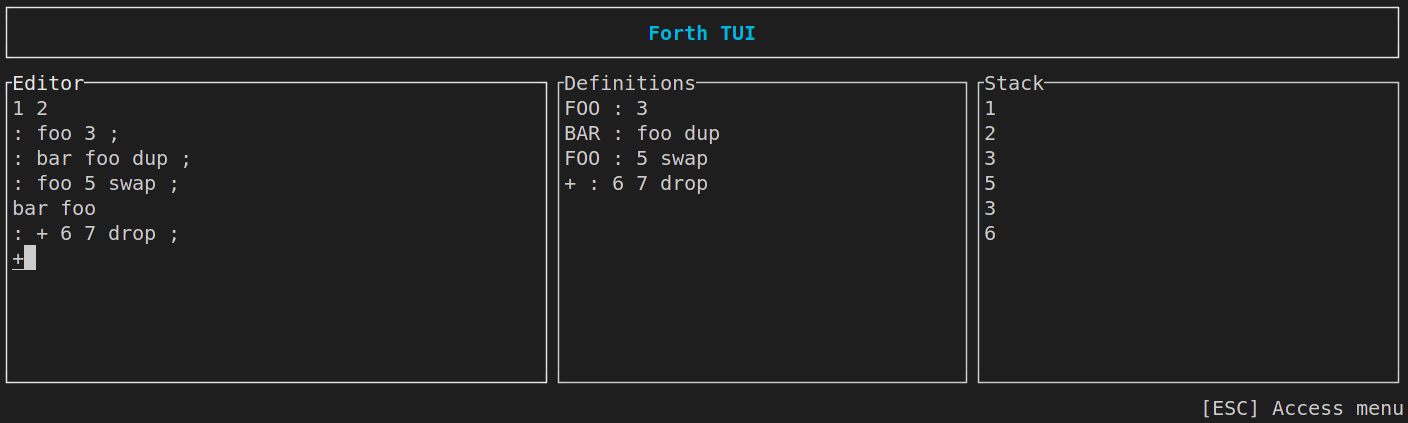 Forth TUI
Editor
1 2
: foo 3 ;
: bar foo dup ;
: foo 5 swap ;
bar foo
: + 6 7 drop ;
+
Definitions
FOO : 3
BAR : foo dup
FOO : 5 swap
+ : 6 7 drop
Stack
1
2
3
5
3
6
[ESC] Access menu